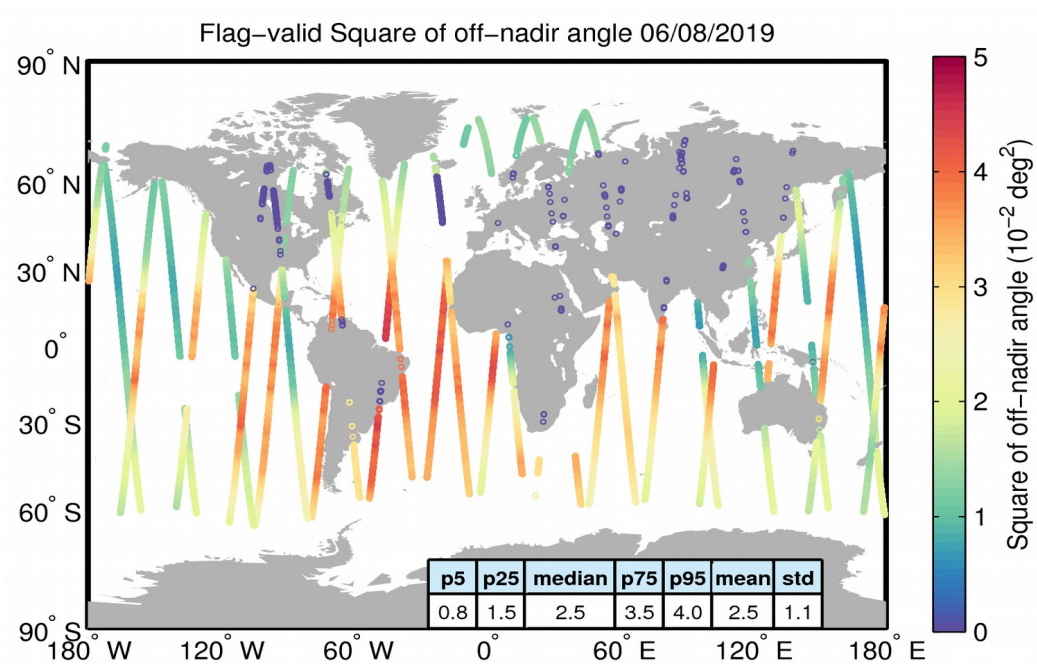 Flag−valid Square of off−nadir angle 06/08/2019
90° N
60° N
30° N
0°
30° S
60° S
90° S
180° W
120° W
60° W
0°
60° E
120° E
180° E
p5 p25 median p75 p95 mean std
0.8 1.5 2.5 3.5 4.0 2.5 1.1
5
4
3
2
1
0
Square of off−nadir angle (10⁻² deg²)